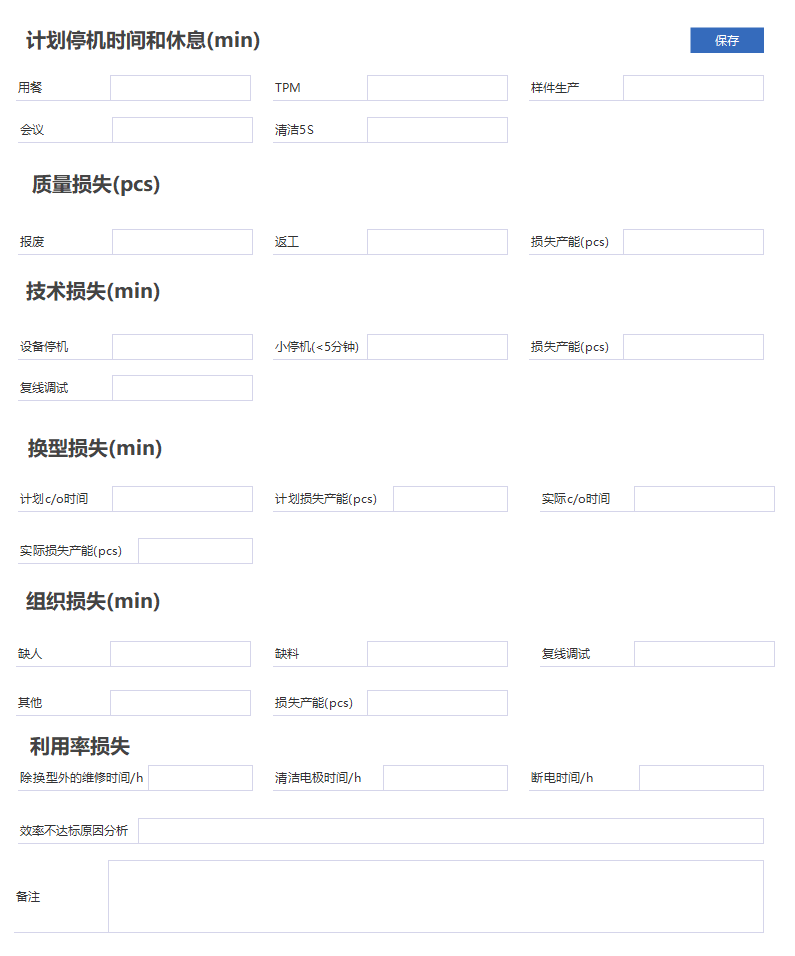 计划停机时间和休息(min)
保存
用餐
TPM
样件生产
会议
清洁5S
质量损失(pcs)
报废
返工
损失产能(pcs)
技术损失(min)
设备停机
小停机(<5分钟)
损失产能(pcs)
复线调试
换型损失(min)
计划c/o时间
计划损失产能(pcs)
实际c/o时间
实际损失产能(pcs)
组织损失(min)
缺人
缺料
复线调试
其他
损失产能(pcs)
利用率损失
除换型外的维修时间/h
清洁电极时间/h
断电时间/h
效率不达标原因分析
备注